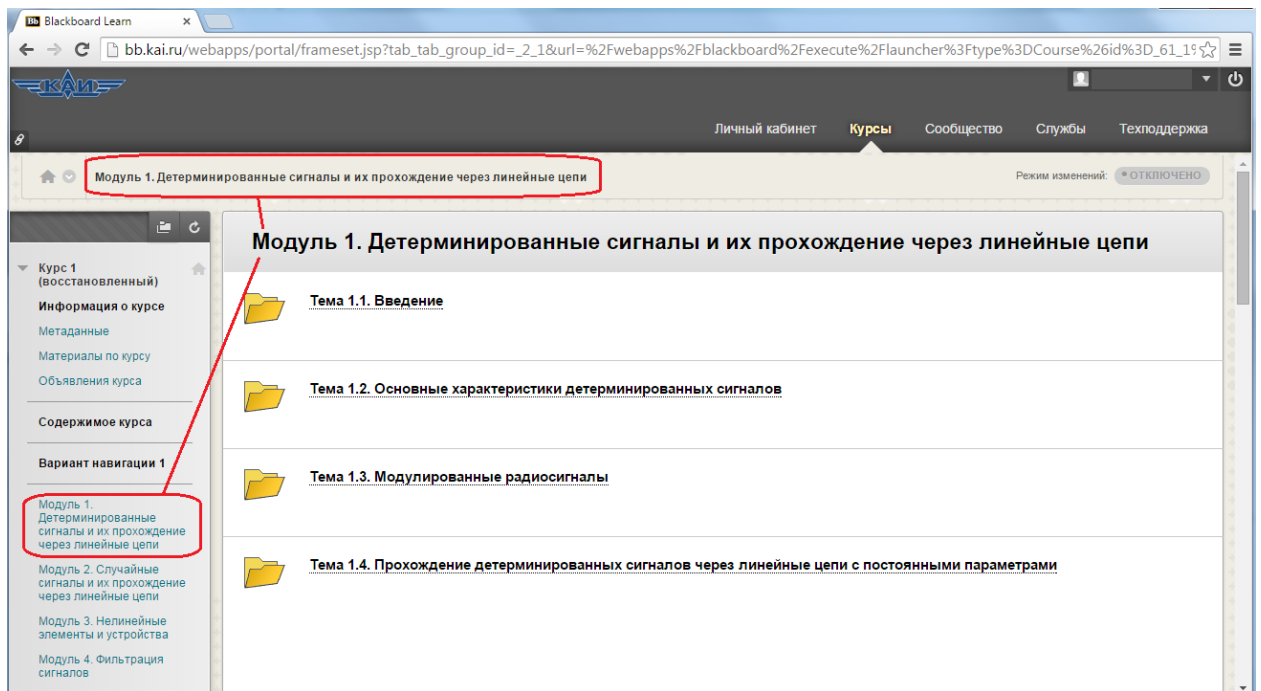 Blackboard Learn
bb.kai.ru/webapps/portal/frameset.jsp?tab_tab_group_id=_2_1&url=%2Fwebapps%2Fblackboard%2Fexecute%2Flauncher%3Ftype%3DCourse%26id%3D_61_1%
КАИ
Личный кабинет Курсы Сообщество Службы Техподдержка
Модуль 1. Детерминированные сигналы и их прохождение через линейные цепи
Режим изменений: ОТКЛЮЧЕНО
Курс 1
(восстановленный)
Информация о курсе
Метаданные
Материалы по курсу
Объявления курса
Содержимое курса
Вариант навигации 1
Модуль 1.
Детерминированные
сигналы и их прохождение
через линейные цепи
Модуль 2. Случайные
сигналы и их прохождение
через линейные цепи
Модуль 3. Нелинейные
элементы и устройства
Модуль 4. Фильтрация
сигналов
Модуль 1. Детерминированные сигналы и их прохождение через линейные цепи
Тема 1.1. Введение
Тема 1.2. Основные характеристики детерминированных сигналов
Тема 1.3. Модулированные радиосигналы
Тема 1.4. Прохождение детерминированных сигналов через линейные цепи с постоянными параметрами